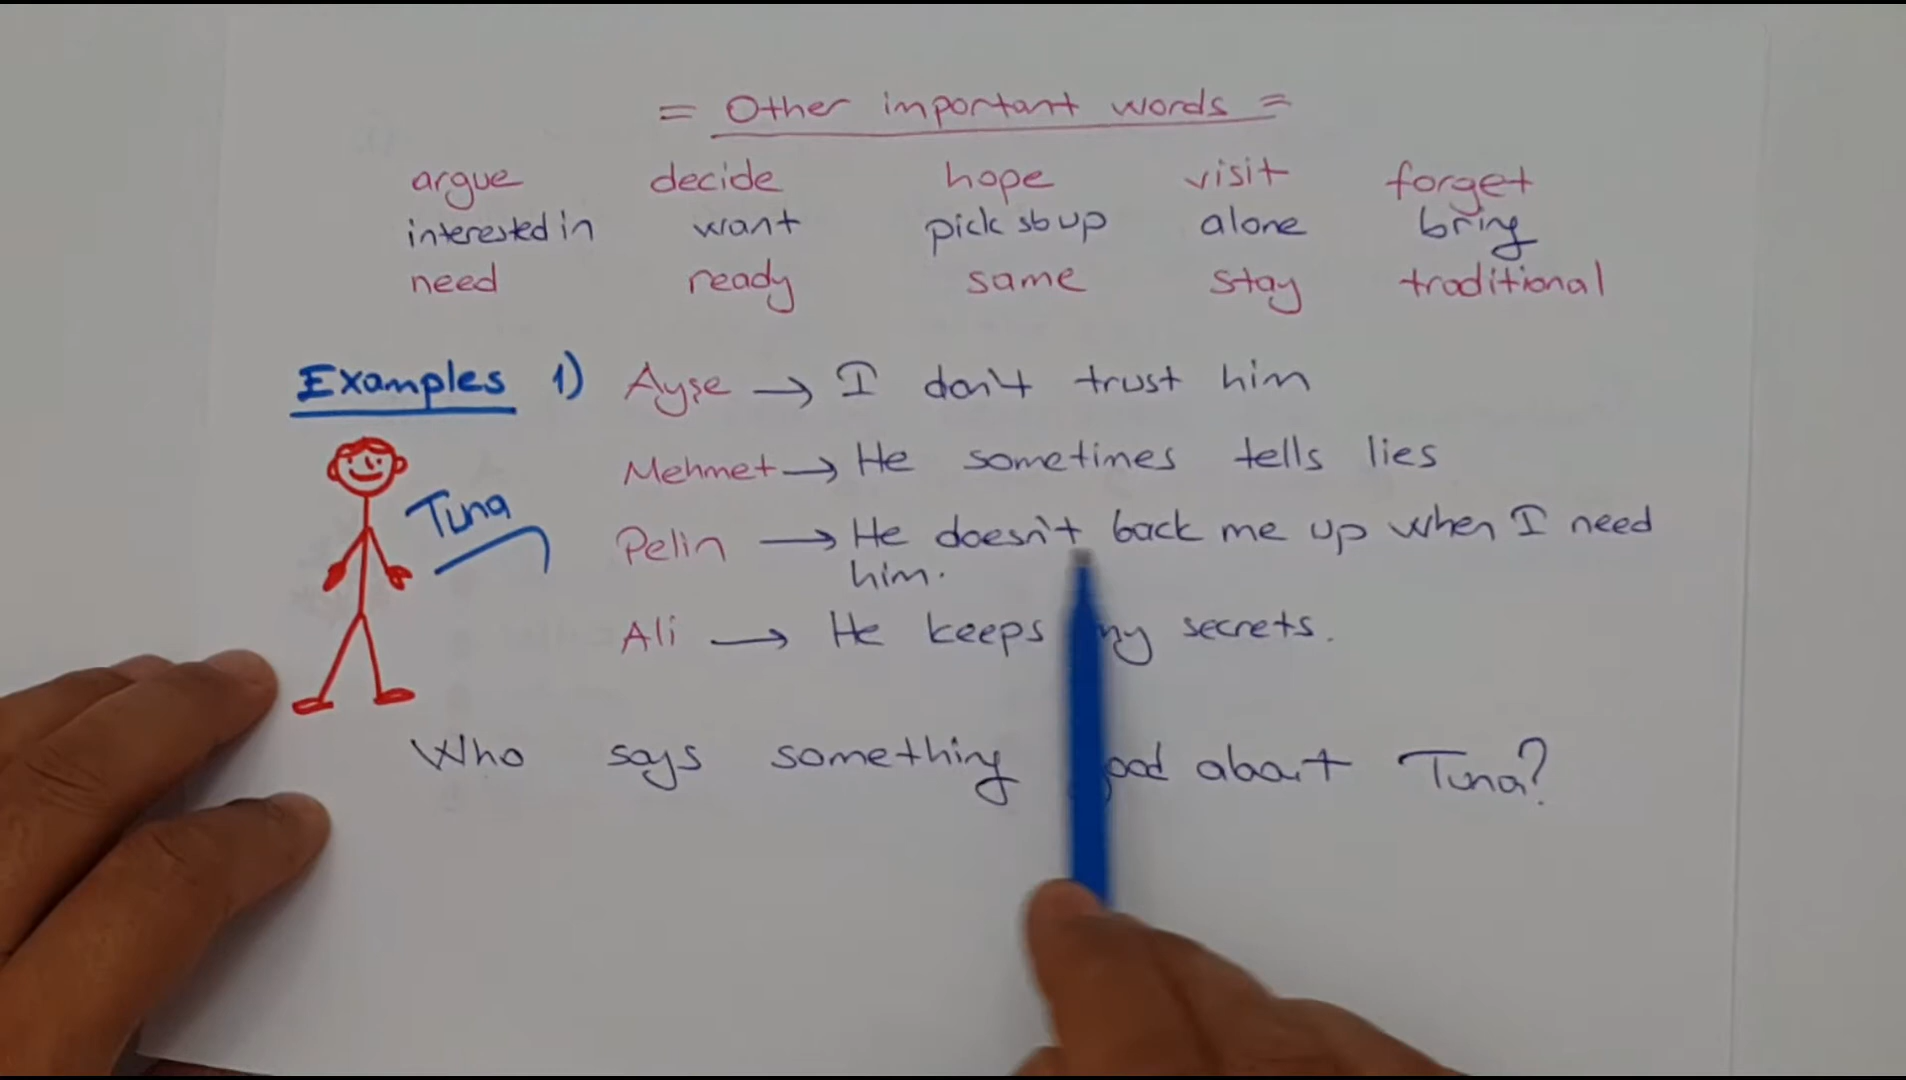 = Other important words =
argue decide hope visit forget
interested in want pick sb up alone bring
need ready same stay traditional
Examples 1) Ayşe → I don't trust him
Mehmet → He sometimes tells lies
Tuna
Pelin → He doesn't back me up when I need
him.
Ali → He keeps my secrets.
Who says something good about Tuna?